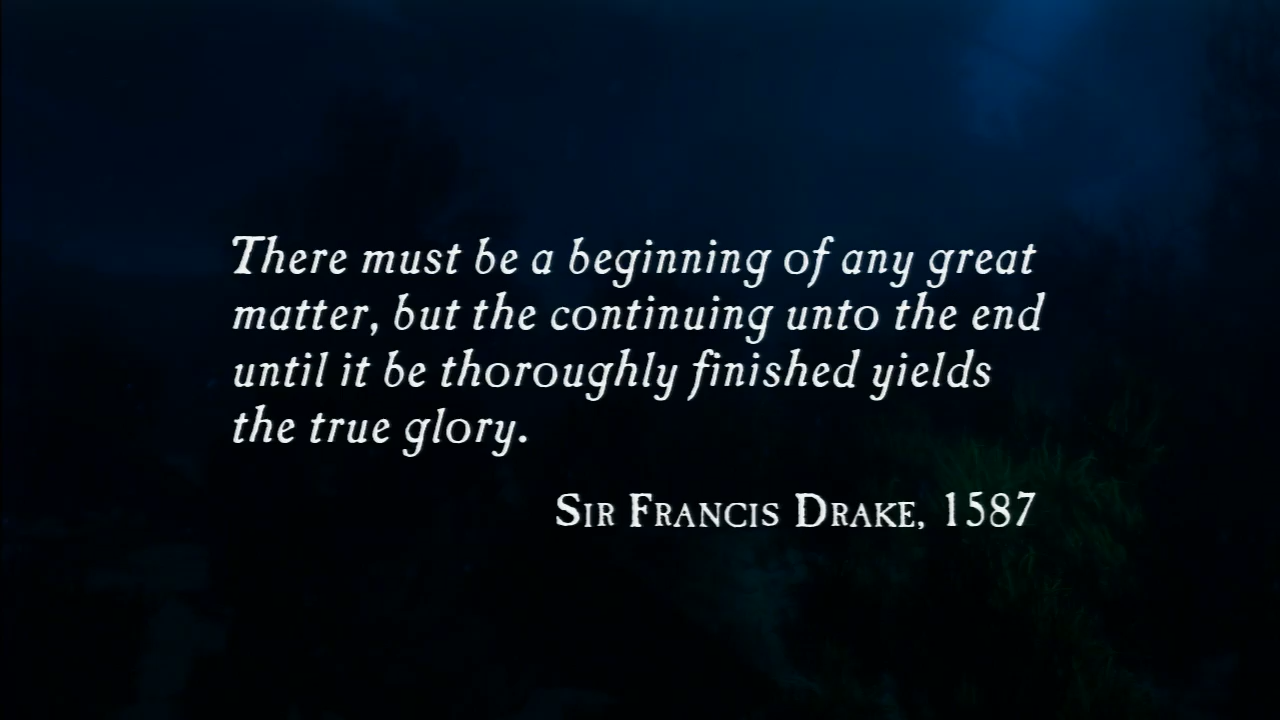 There must be a beginning of any great
matter, but the continuing unto the end
until it be thoroughly finished yields
the true glory.
Sir Francis Drake, 1587